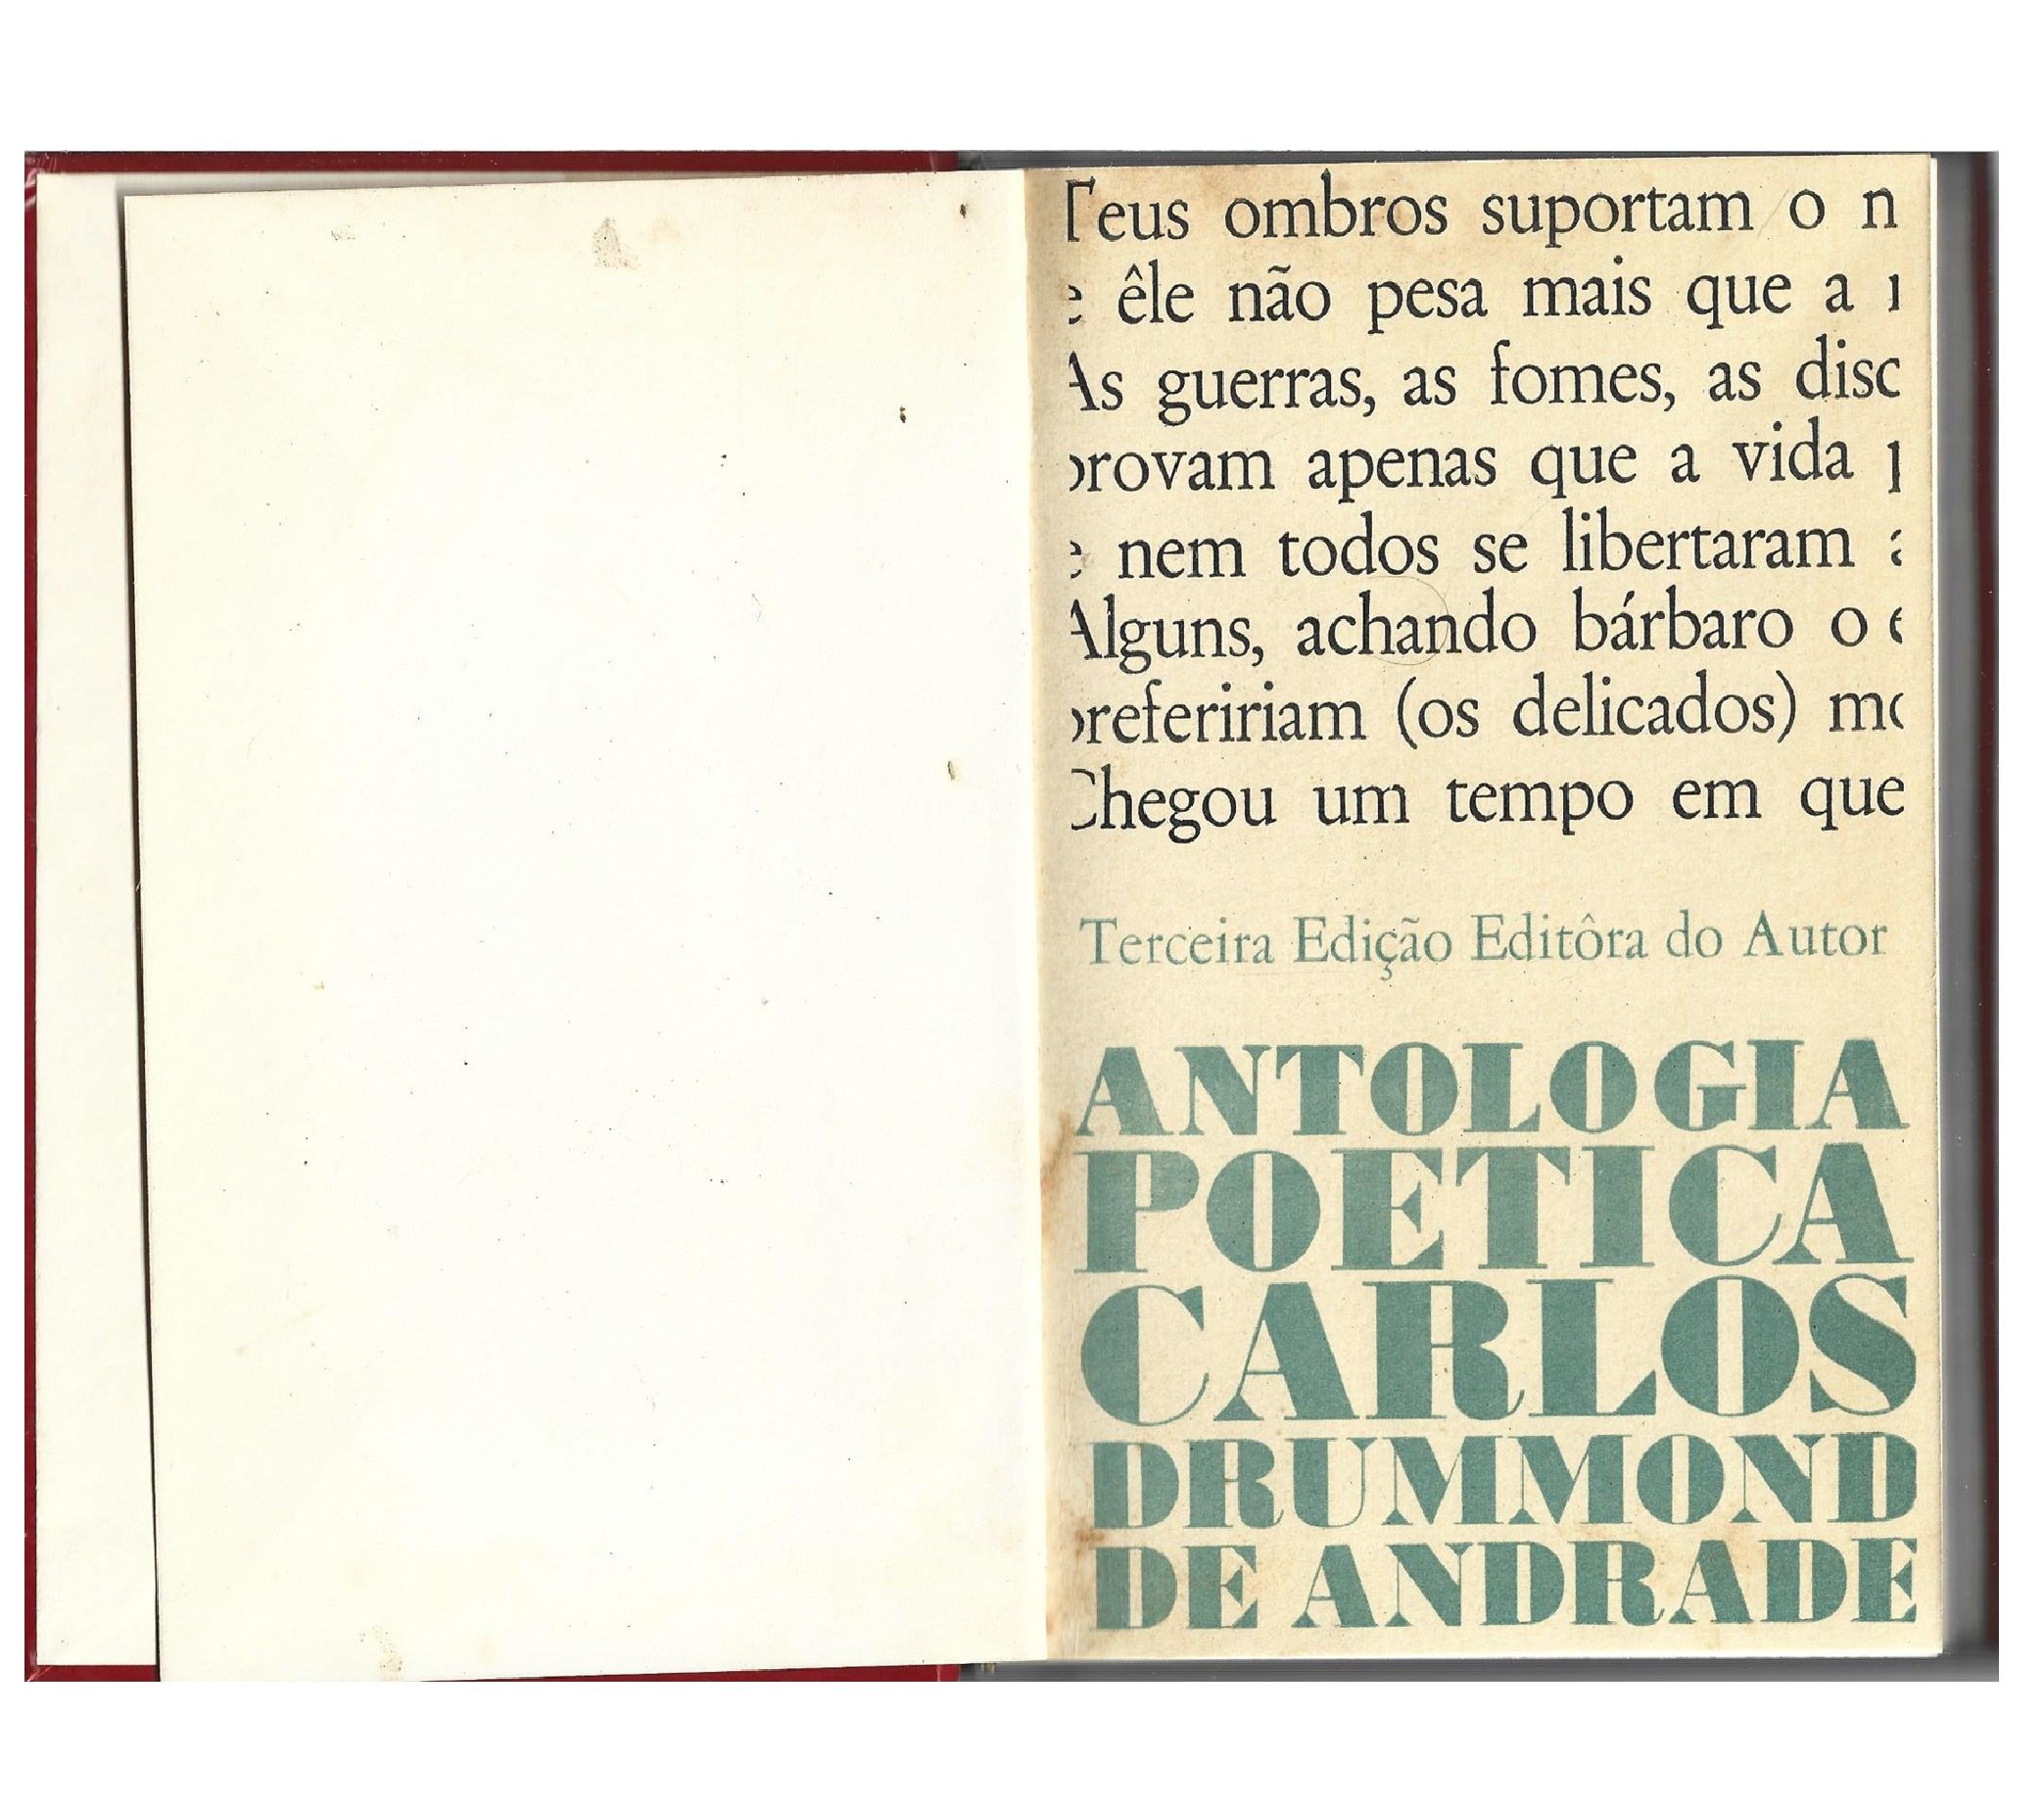 Teus ombros suportam o
êle não pesa mais que a
As guerras, as fomes, as
provam apenas que a vida
nem todos se libertaram
Alguns, achando bárbaro o
prefeririam (os delicados)
Chegou um tempo em que
Terceira Edição Editôra do Autor
ANTOLOGIA
POETICA
CARLOS
DRUMMOND
DE ANDRADE